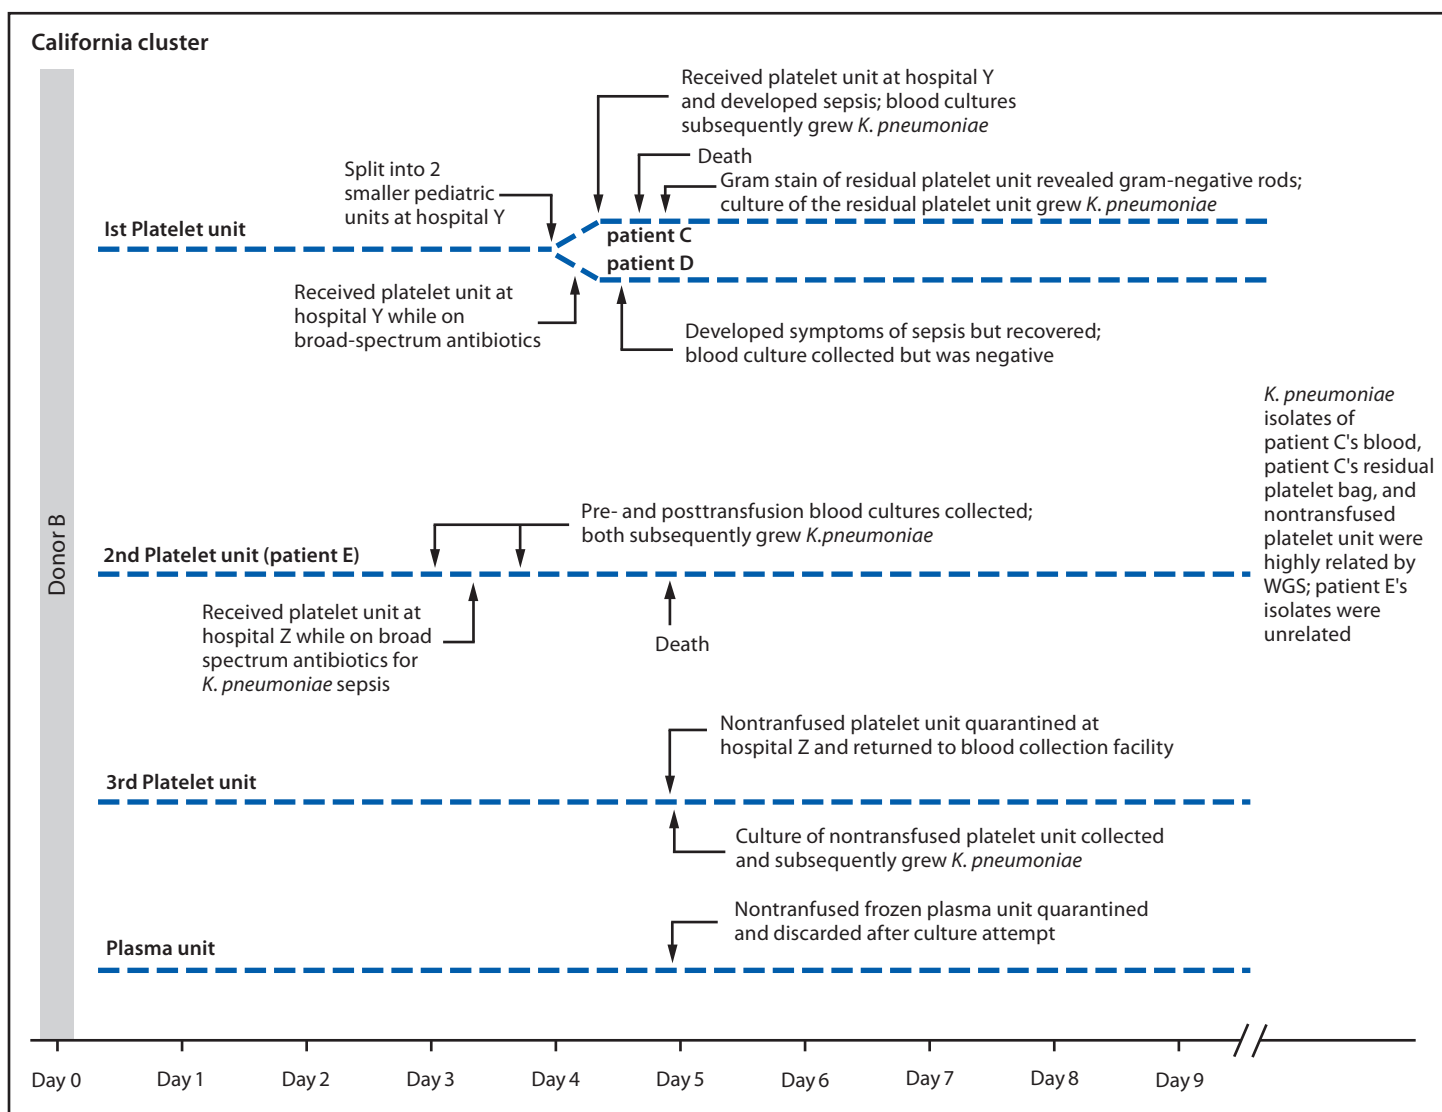 California cluster
Received platelet unit at hospital Y
and developed sepsis; blood cultures
subsequently grew K. pneumoniae
Death
Gram stain of residual platelet unit revealed gram-negative rods;
culture of the residual platelet unit grew K. pneumoniae
Split into 2
smaller pediatric
units at hospital Y
Ist Platelet unit
patient C
patient D
Received platelet unit at
hospital Y while on
broad-spectrum antibiotics
Developed symptoms of sepsis but recovered;
blood culture collected but was negative
Donor B
Pre- and posttransfusion blood cultures collected;
both subsequently grew K.pneumoniae
2nd Platelet unit (patient E)
Received platelet unit at
hospital Z while on broad
spectrum antibiotics for
K. pneumoniae sepsis
Death
K. pneumoniae
isolates of
patient C's blood,
patient C's residual
platelet bag, and
nontransfused
platelet unit were
highly related by
WGS; patient E's
isolates were
unrelated
Nontranfused platelet unit quarantined at
hospital Z and returned to blood collection facility
3rd Platelet unit
Culture of nontransfused platelet unit collected
and subsequently grew K. pneumoniae
Nontranfused frozen plasma unit quarantined
and discarded after culture attempt
Plasma unit
Day 0 Day 1 Day 2 Day 3 Day 4 Day 5 Day 6 Day 7 Day 8 Day 9